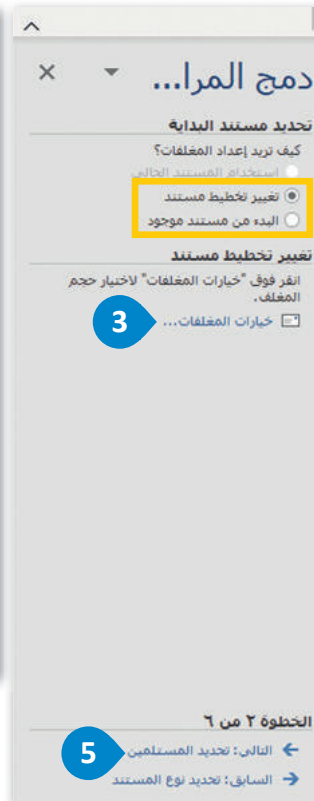 دمج المرا...
تحديد مستند البداية
كيف تريد إعداد المغلفات؟
استخدام المستند الحالي
تغيير تخطيط مستند
البدء من مستند موجود
تغيير تخطيط مستند
انقر فوق "خيارات المغلفات" لاختيار حجم
المغلف.
خيارات المغلفات...
3
الخطوة ٢ من ٦
التالي: تحديد المستلمين
5
السابق: تحديد نوع المستند